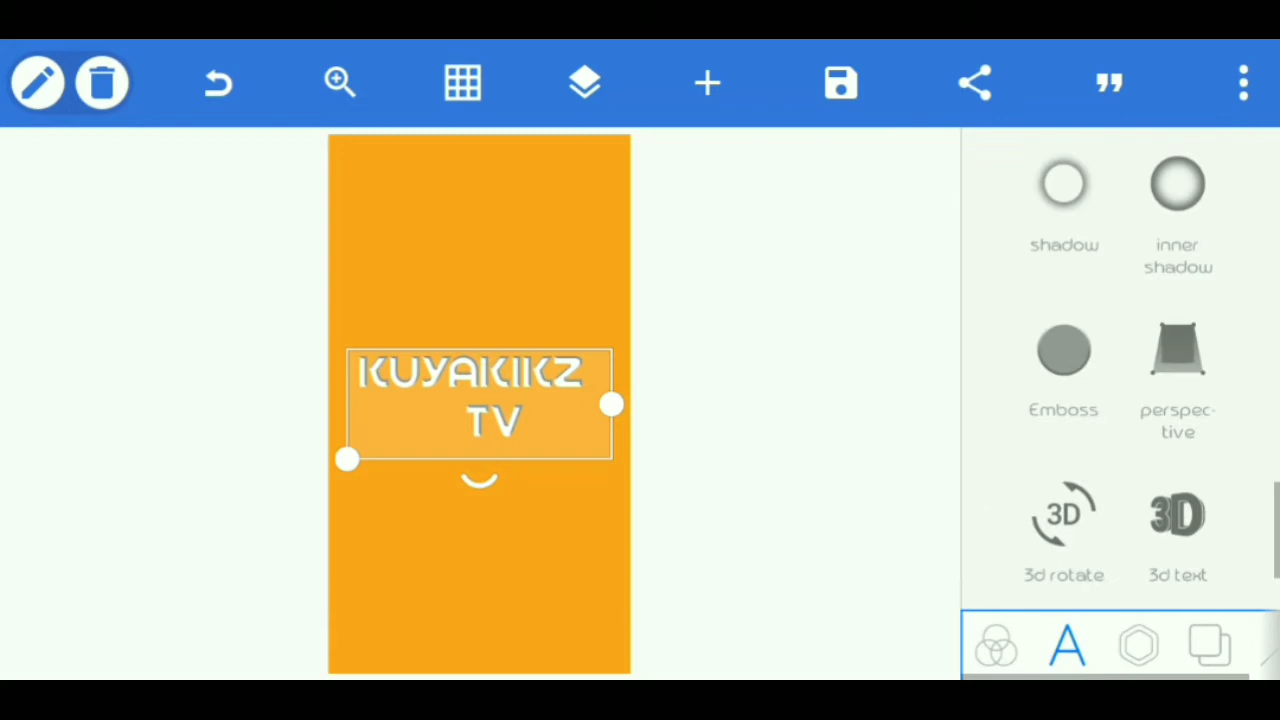 shadow
inner
shadow
KUYAKIKZ
TV
Emboss
perspec-
tive
3D
3D
3d rotate
3d text
A